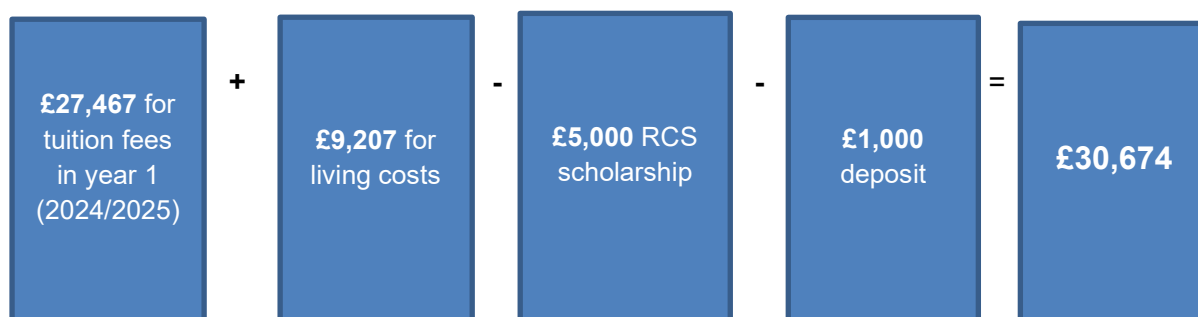 £27,467 for
tuition fees
in year 1
(2024/2025)
+
£9,207 for
living costs
-
£5,000 RCS
scholarship
-
£1,000
deposit
=
£30,674